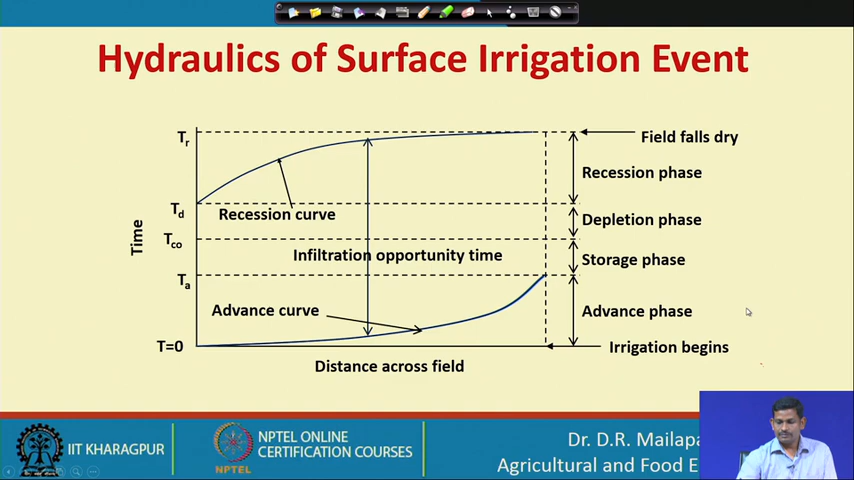 Hydraulics of Surface Irrigation Event
Tr
Field falls dry
Recession phase
Td
Recession curve
Depletion phase
Time
Tco
Infiltration opportunity time
Storage phase
Ta
Advance curve
Advance phase
T=0
Irrigation begins
Distance across field
IIT KHARAGPUR
NPTEL
NPTEL ONLINE
CERTIFICATION COURSES
Dr. D.R. Mailapa
Agricultural and Food E